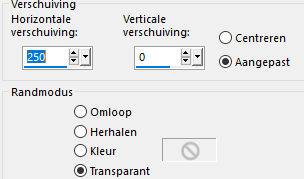 Verschuiving
Horizontale Verticale
verschuiving: verschuiving:
250 0
Centreren
Aangepast
Randmodus
Omloop
Herhalen
Kleur
Transparant